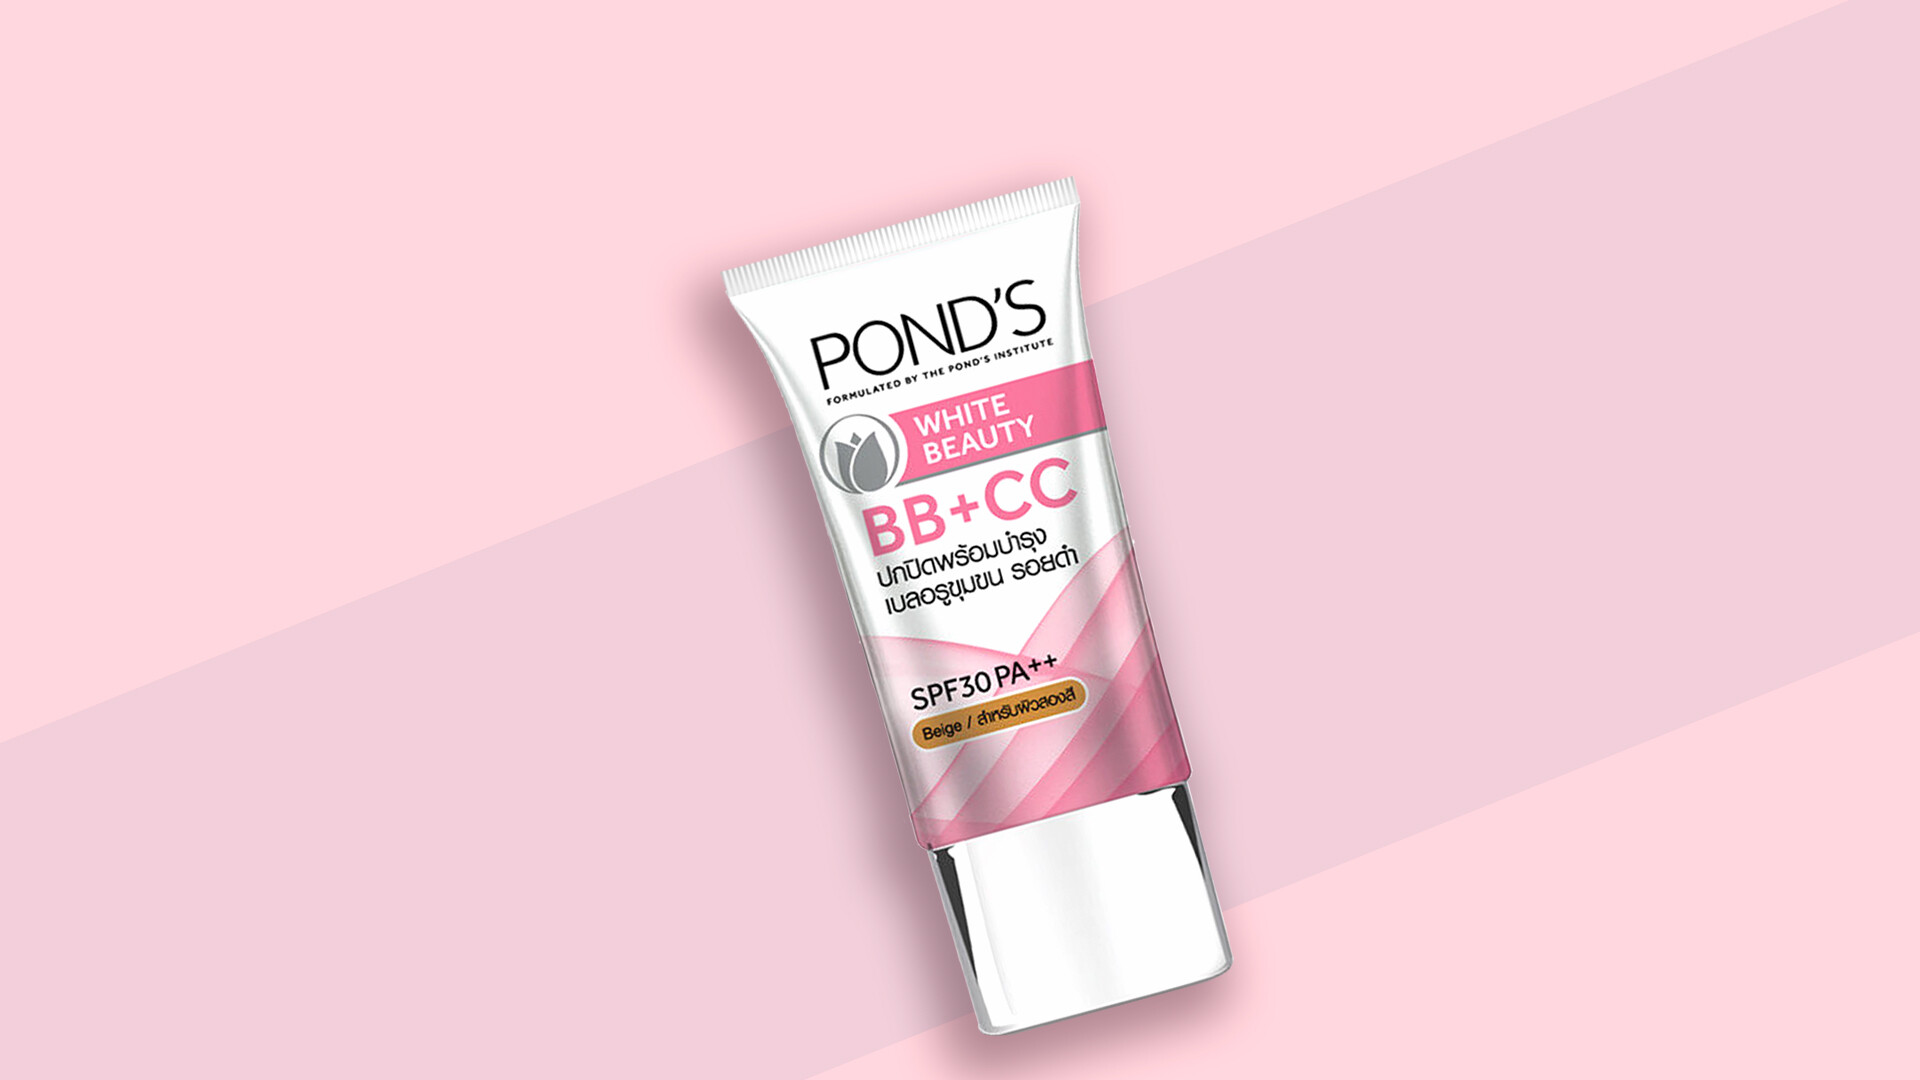 POND'S
FORMULATED BY THE POND'S INSTITUTE
WHITE
BEAUTY
BB+CC
ปกปิดพร้อมบำรุง
เบลอรูขุมขน รอยดำ
SPF30 PA++
Beige / สำหรับผิวสองสี